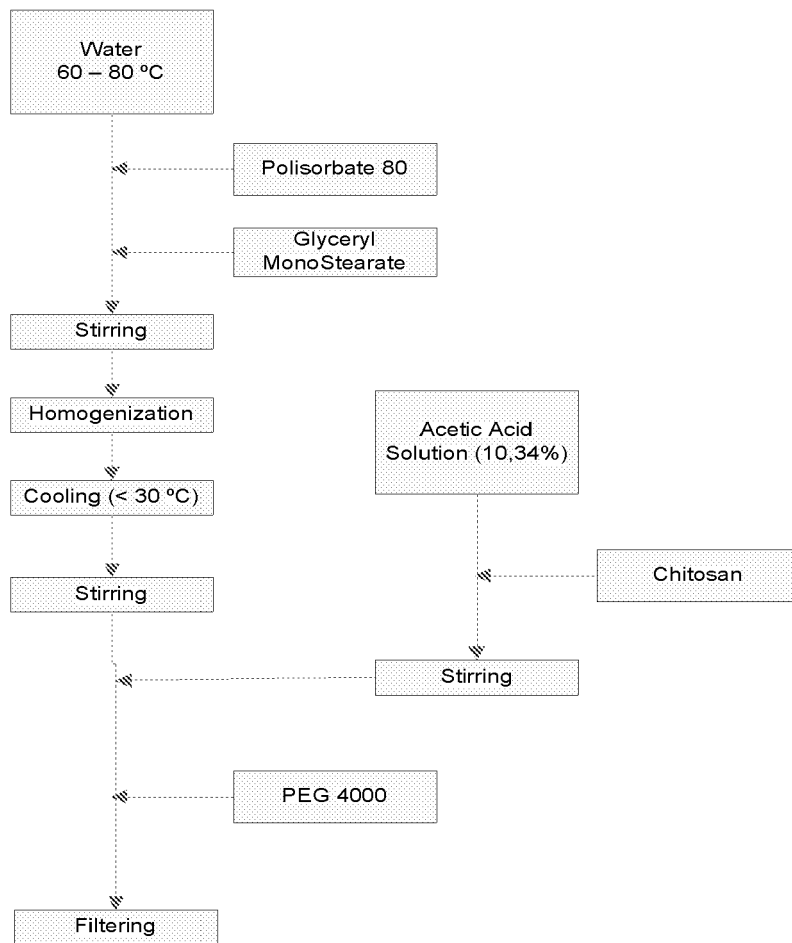 Water
60 – 80 ºC
Polisorbate 80
Glyceryl
MonoStearate
Stirring
Homogenization
Acetic Acid
Solution (10,34%)
Cooling (< 30 ºC)
Chitosan
Stirring
Stirring
PEG 4000
Filtering